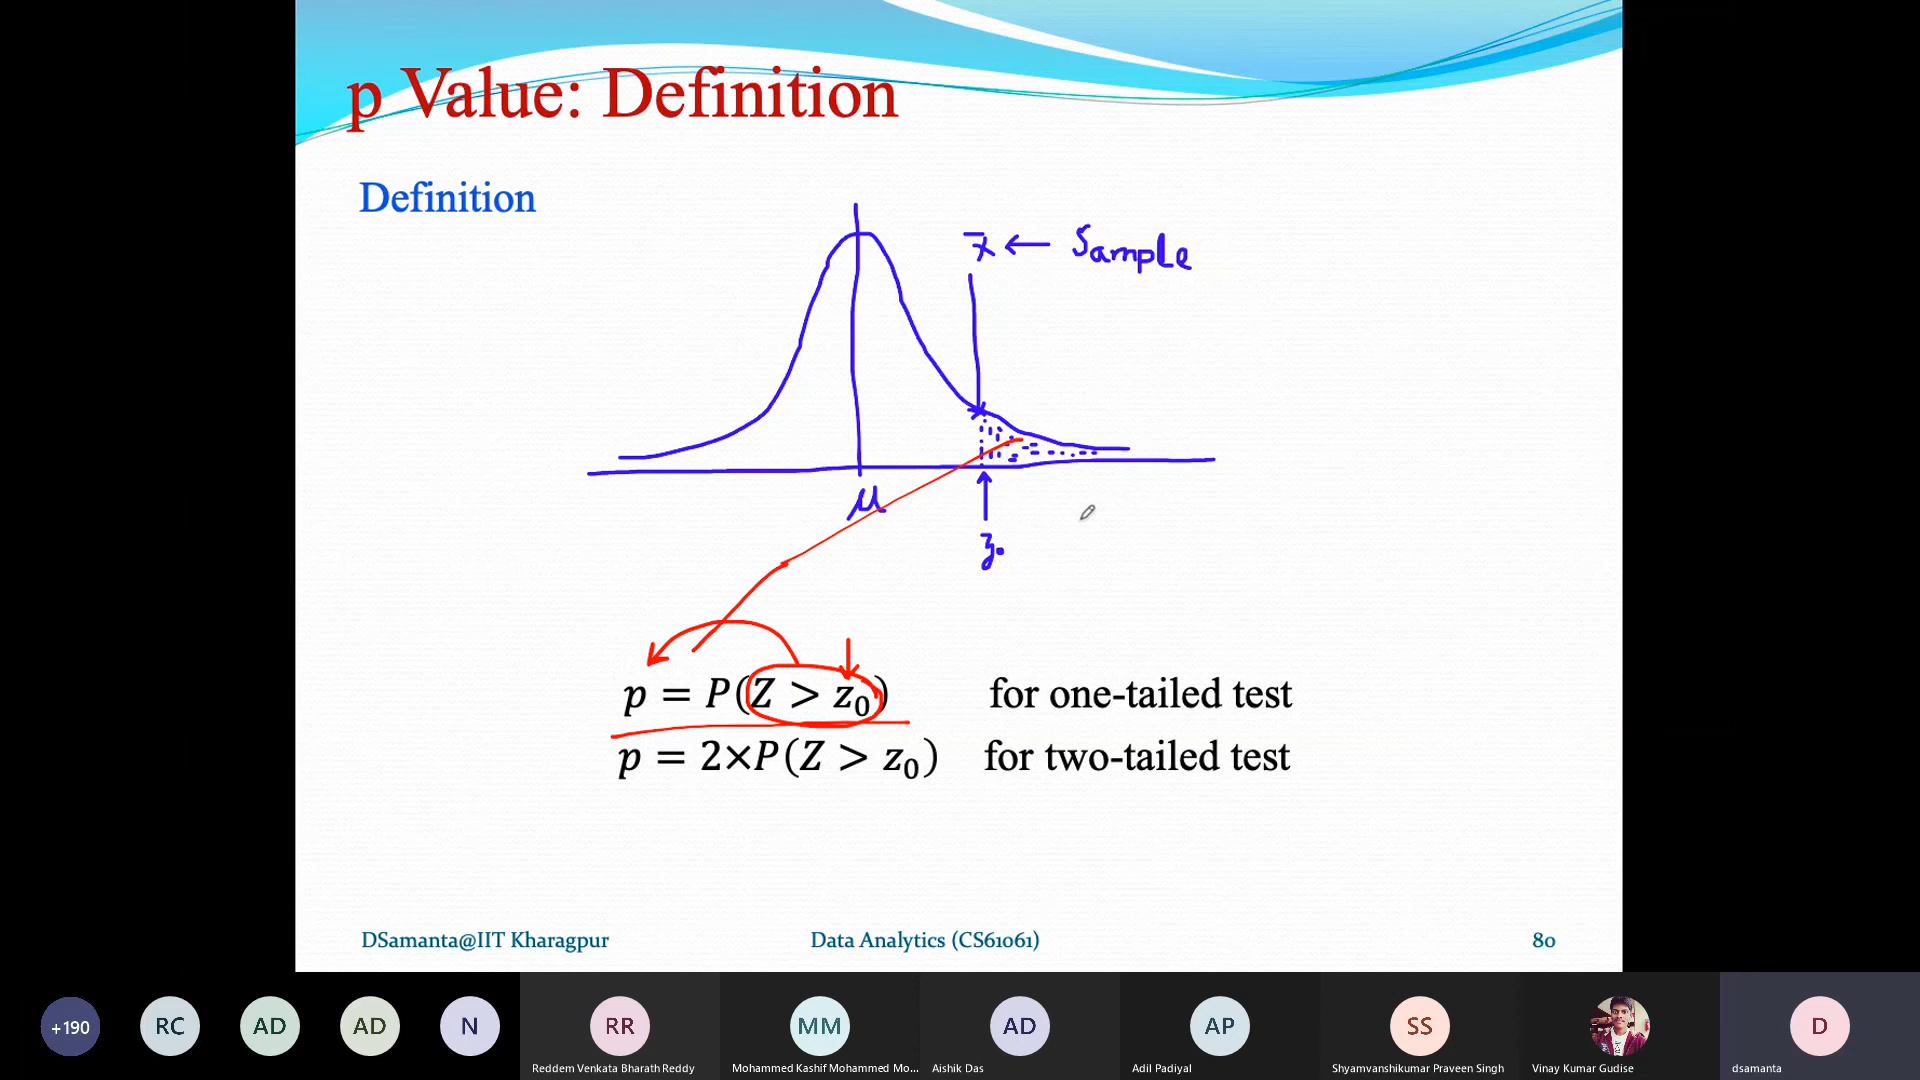 p Value: Definition
Definition
x̄ ← Sample
μ
z₀
p = P(Z > z₀) for one-tailed test
p = 2×P(Z > z₀) for two-tailed test
DSamanta@IIT Kharagpur Data Analytics (CS61061) 80
+190 RC AD AD N RR MM AD AP SS D
Reddem Venkata Bharath Reddy Mohammed Kashif Mohammed Mo... Aishik Das Adil Padiyal Shyamvanshikumar Praveen Singh Vinay Kumar Gudise dsamanta